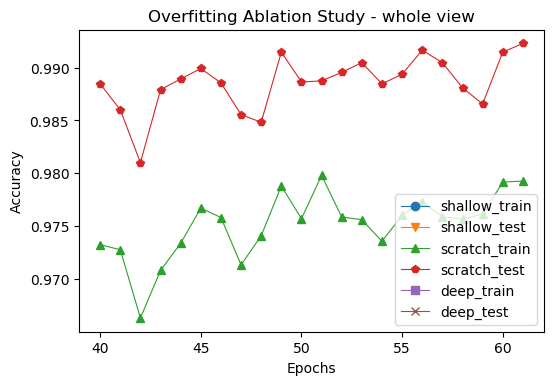 Overfitting Ablation Study - whole view
Accuracy
0.990
0.985
0.980
0.975
0.970
shallow_train
shallow_test
scratch_train
scratch_test
deep_train
deep_test
40
45
50
55
60
Epochs